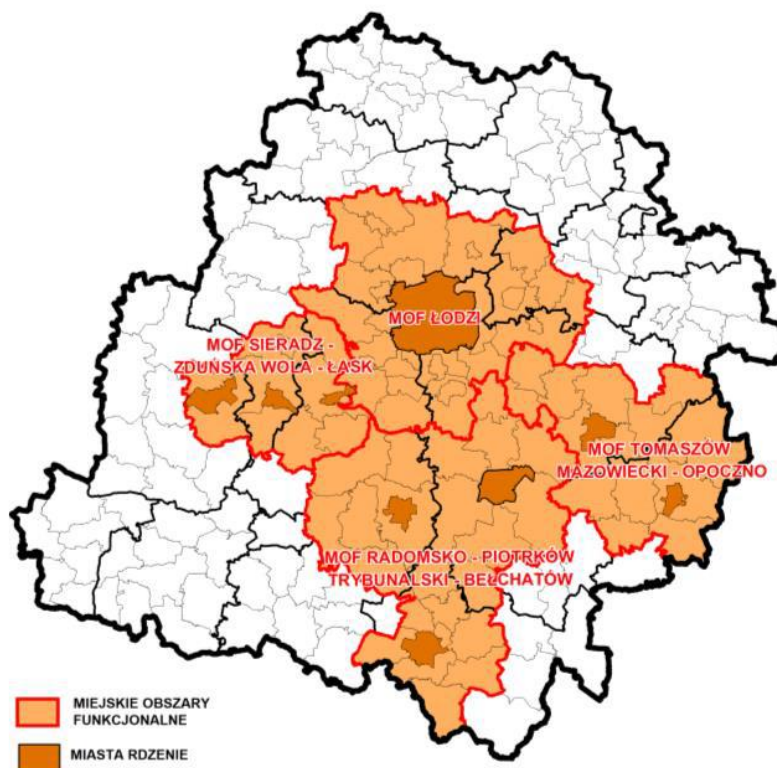 MOF ŁODZI
MOF SIERADZ -
ZDUŃSKA WOLA - ŁASK
MOF TOMASZÓW
MAZOWIECKI - OPOCZNO
MOF RADOMSKO - PIOTRKÓW
TRYBUNALSKI - BEŁCHATÓW
MIEJSKIE OBSZARY
FUNKCJONALNE
MIASTA RDZENIE